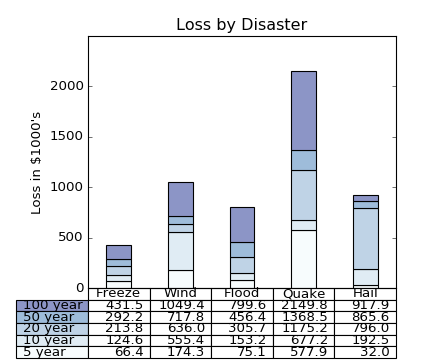 Loss by Disaster
Loss in $1000's
2000
1500
1000
500
0
Freeze Wind Flood Quake Hail
100 year 431.5 1049.4 799.6 2149.8 917.9
50 year 292.2 717.8 456.4 1368.5 865.6
20 year 213.8 636.0 305.7 1175.2 796.0
10 year 124.6 555.4 153.2 677.2 192.5
5 year 66.4 174.3 75.1 577.9 32.0